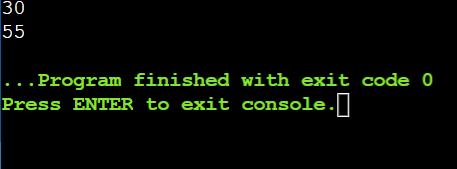 30
55
...Program finished with exit code 0
Press ENTER to exit console.